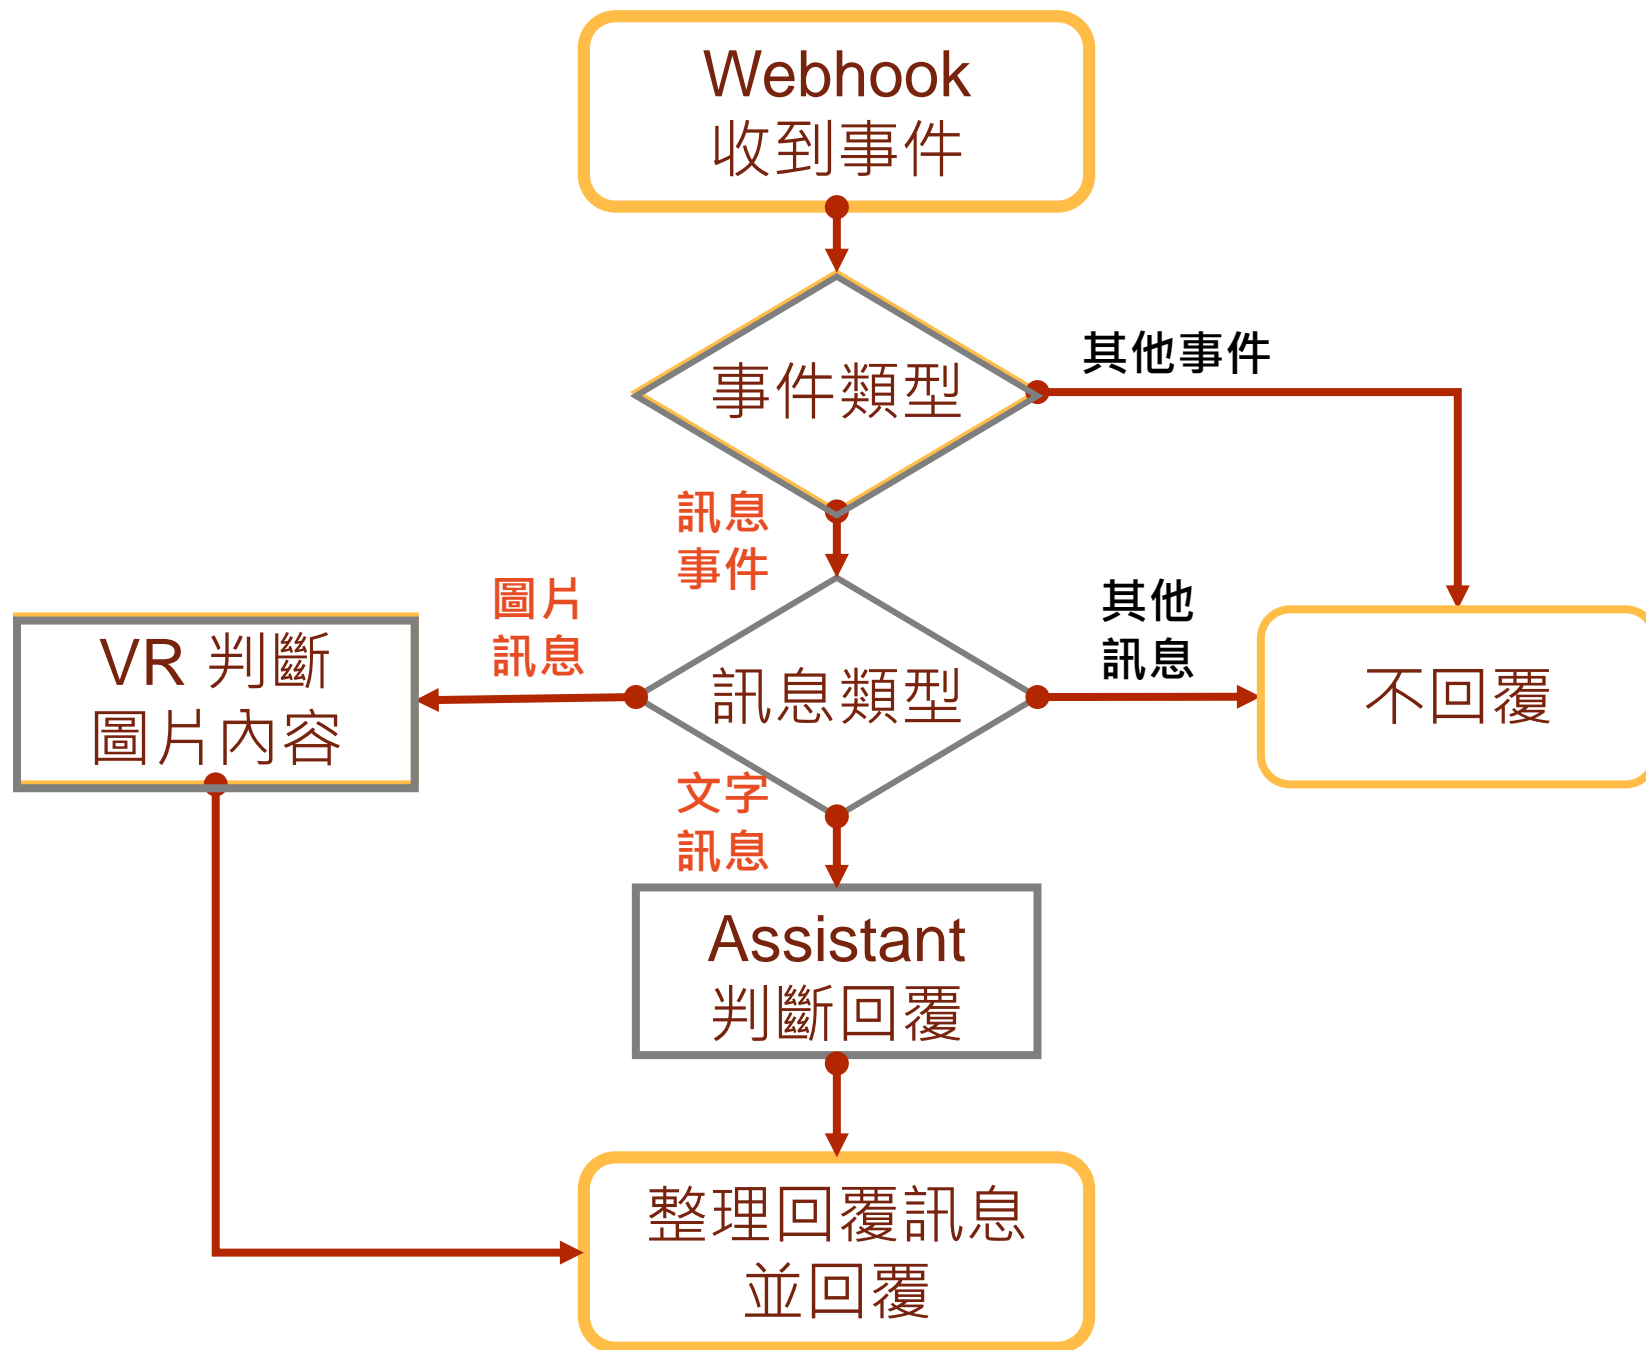 Webhook
收到事件
事件類型
其他事件
訊息
事件
圖片
訊息
其他
訊息
VR 判斷
圖片內容
訊息類型
不回覆
文字
訊息
Assistant
判斷回覆
整理回覆訊息
並回覆